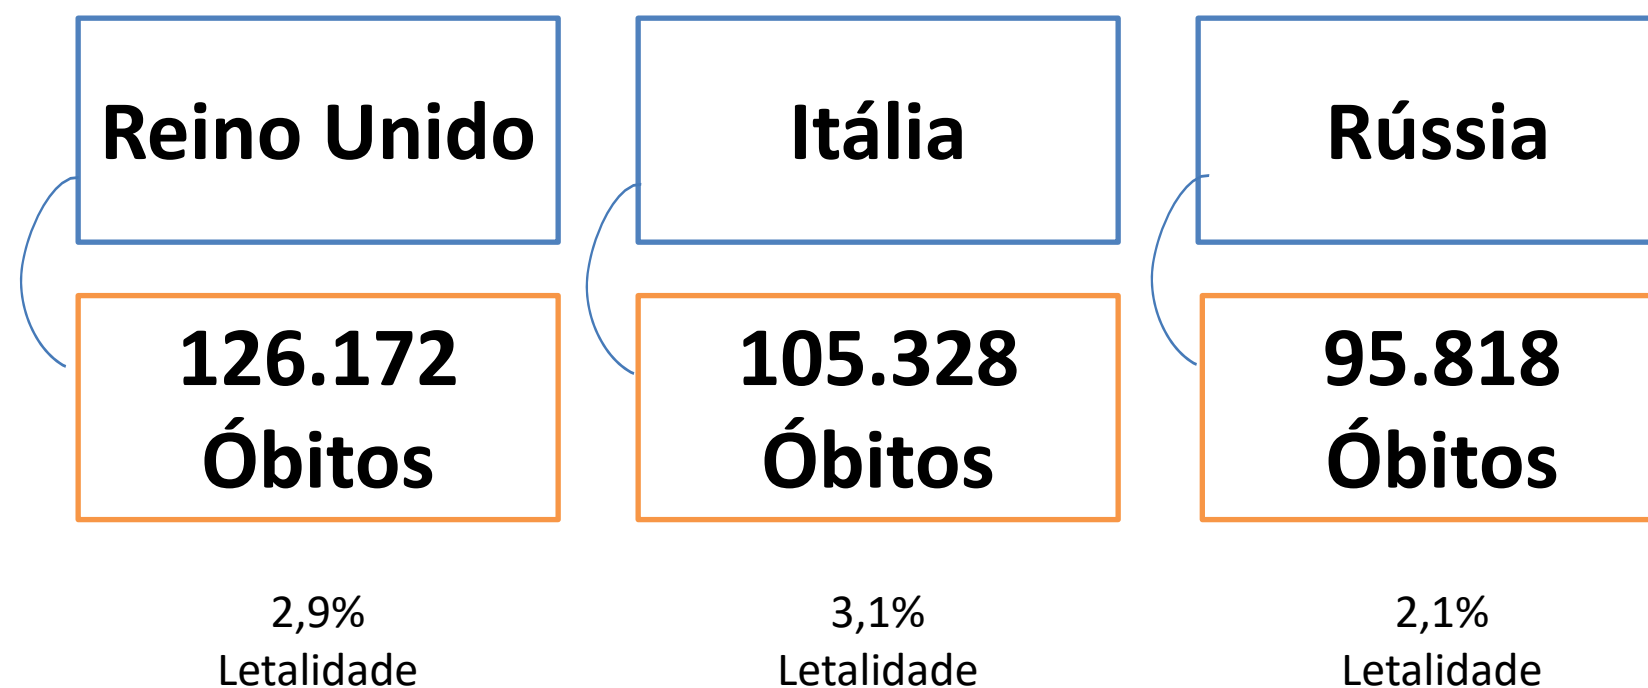 Reino Unido
126.172
Óbitos
2,9%
Letalidade
Itália
105.328
Óbitos
3,1%
Letalidade
Rússia
95.818
Óbitos
2,1%
Letalidade